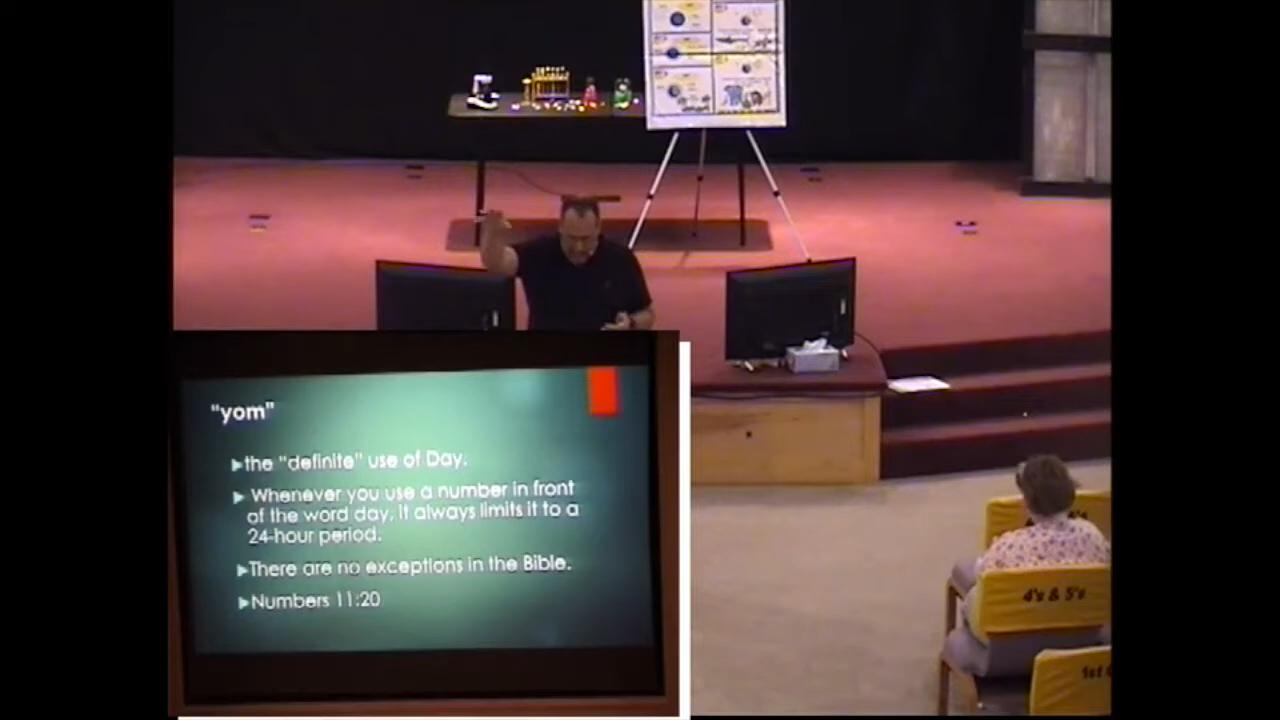 "yom"
the "definite" use of Day.
Whenever you use a number in front
of the word day, it always limits it to a
24-hour period.
There are no exceptions in the Bible.
Numbers 11:20
4's & 5's
1st